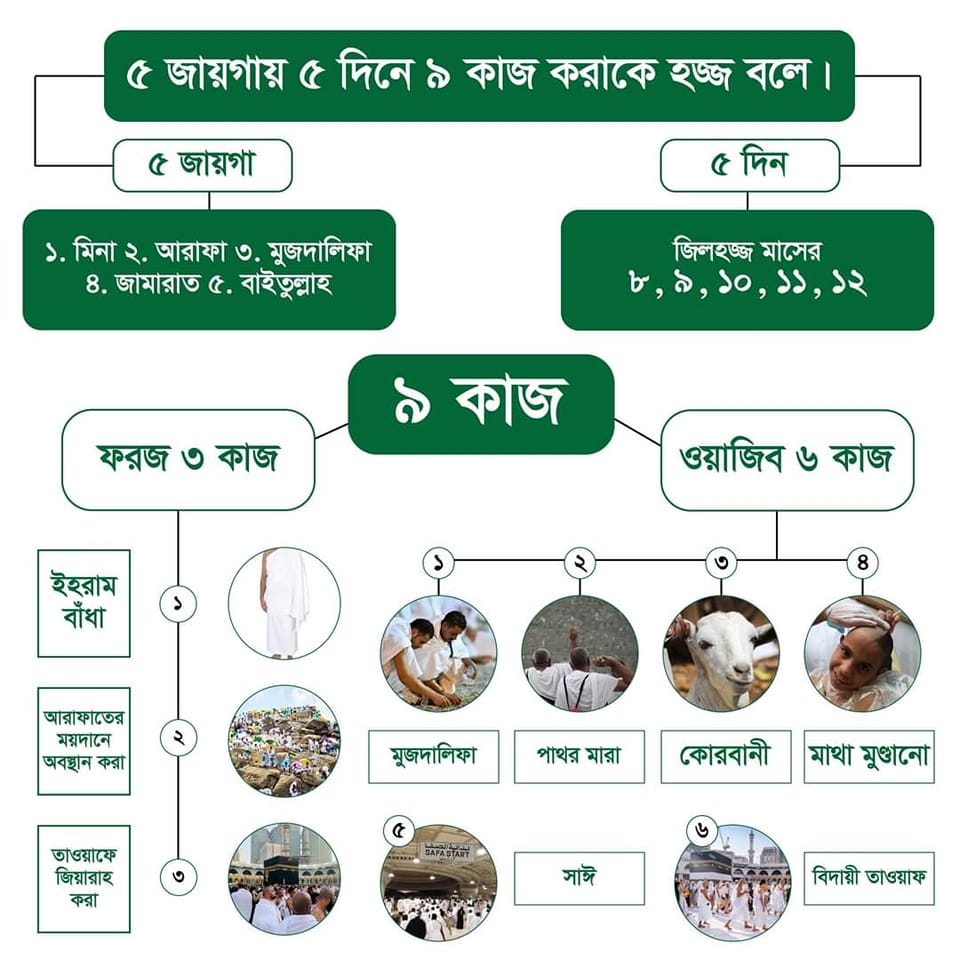 ৫ জায়গায় ৫ দিনে ৯ কাজ করাকে হজ্জ বলে।
৫ জায়গা
১. মিনা ২. আরাফা ৩. মুজদালিফা
৪. জামারাত ৫. বাইতুল্লাহ
৫ দিন
জিলহজ্জ মাসের
৮, ৯, ১০, ১১, ১২
৯ কাজ
ফরজ ৩ কাজ
ইহরাম
বাঁধা
১
আরাফাতের
ময়দানে
অবস্থান করা
২
তাওয়াফে
জিয়ারাহ
করা
৩
ওয়াজিব ৬ কাজ
১
মুজদালিফা
২
পাথর মারা
৩
কোরবানী
৪
মাথা মুণ্ডানো
৫
بداية الصفا
SAFA START
সাঈ
৬
বিদায়ী তাওয়াফ